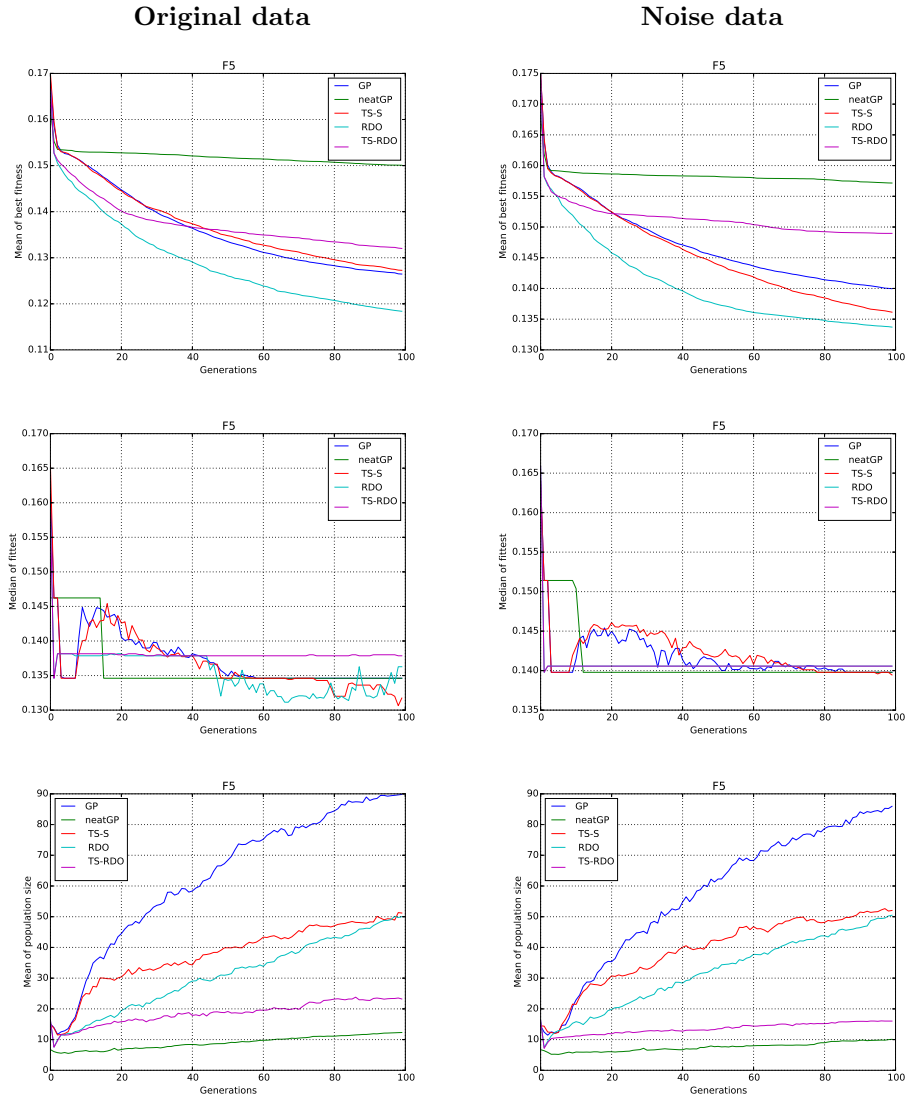 Original data
Noise data
F5
0.17
0.16
0.15
0.14
0.13
0.12
0.11
Mean of best fitness
GP
neatGP
TS-S
RDO
TS-RDO
0 20 40 60 80 100
Generations
F5
0.175
0.170
0.165
0.160
0.155
0.150
0.145
0.140
0.135
0.130
Mean of best fitness
GP
neatGP
TS-S
RDO
TS-RDO
0 20 40 60 80 100
Generations
F5
0.170
0.165
0.160
0.155
0.150
0.145
0.140
0.135
0.130
Median of fittest
GP
neatGP
TS-S
RDO
TS-RDO
0 20 40 60 80 100
Generations
F5
0.170
0.165
0.160
0.155
0.150
0.145
0.140
0.135
Median of fittest
GP
neatGP
TS-S
RDO
TS-RDO
0 20 40 60 80 100
Generations
F5
90
80
70
60
50
40
30
20
10
0
Mean of population size
GP
neatGP
TS-S
RDO
TS-RDO
0 20 40 60 80 100
Generations
F5
90
80
70
60
50
40
30
20
10
0
Mean of population size
GP
neatGP
TS-S
RDO
TS-RDO
0 20 40 60 80 100
Generations